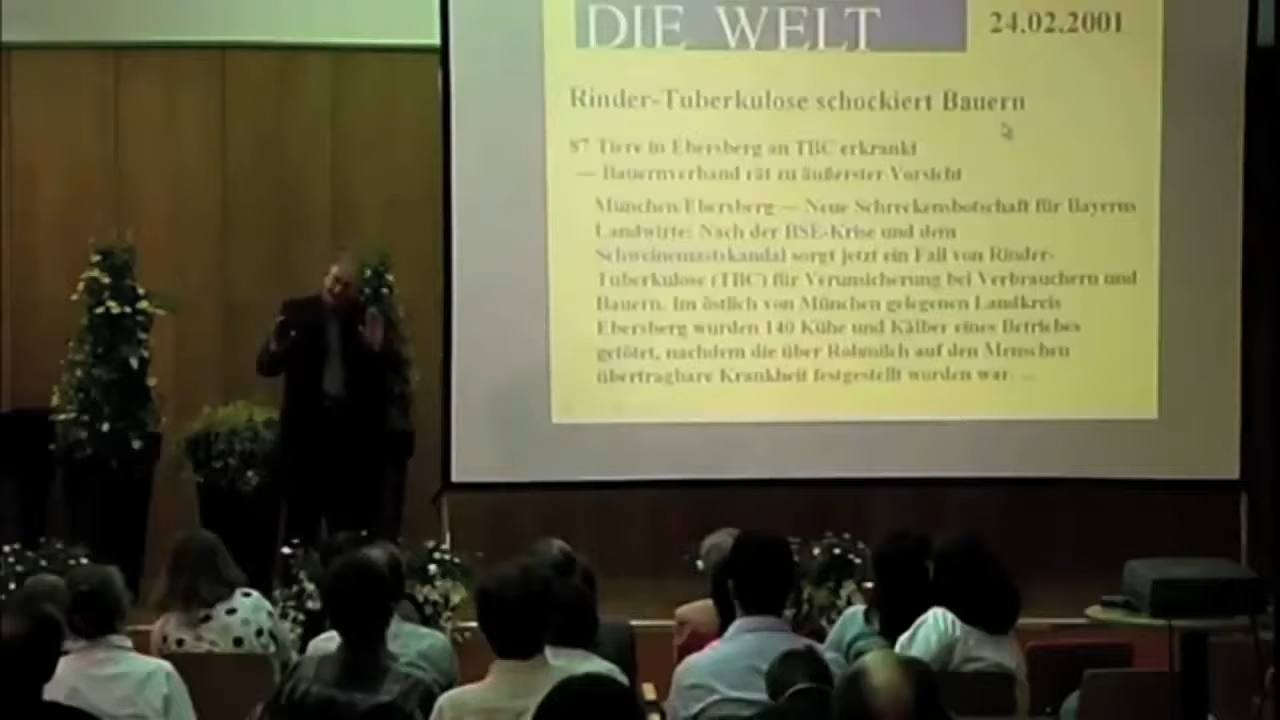 DIE WELT
24.02.2001
Rinder-Tuberkulose schockiert Bauern
87 Tiere in Ebersberg an TBC erkrankt
— Bauernverband rät zu äußerster Vorsicht
München/Ebersberg — Neue Schreckensbotschaft für Bayerns
Landwirte: Nach der BSE-Krise und dem
Schweinemastskandal sorgt jetzt ein Fall von Rinder-
Tuberkulose (TBC) für Verunsicherung bei Verbrauchern und
Bauern. Im östlich von München gelegenen Landkreis
Ebersberg wurden 140 Kühe und Kälber eines Betriebes
getötet, nachdem die über Rohmilch auf den Menschen
übertragbare Krankheit festgestellt worden war. ...